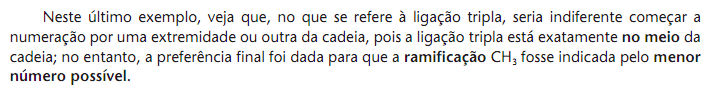 Neste último exemplo, veja que, no que se refere à ligação tripla, seria indiferente começar a
numeração por uma extremidade ou outra da cadeia, pois a ligação tripla está exatamente no meio da
cadeia; no entanto, a preferência final foi dada para que a ramificação CH₃ fosse indicada pelo menor
número possível.